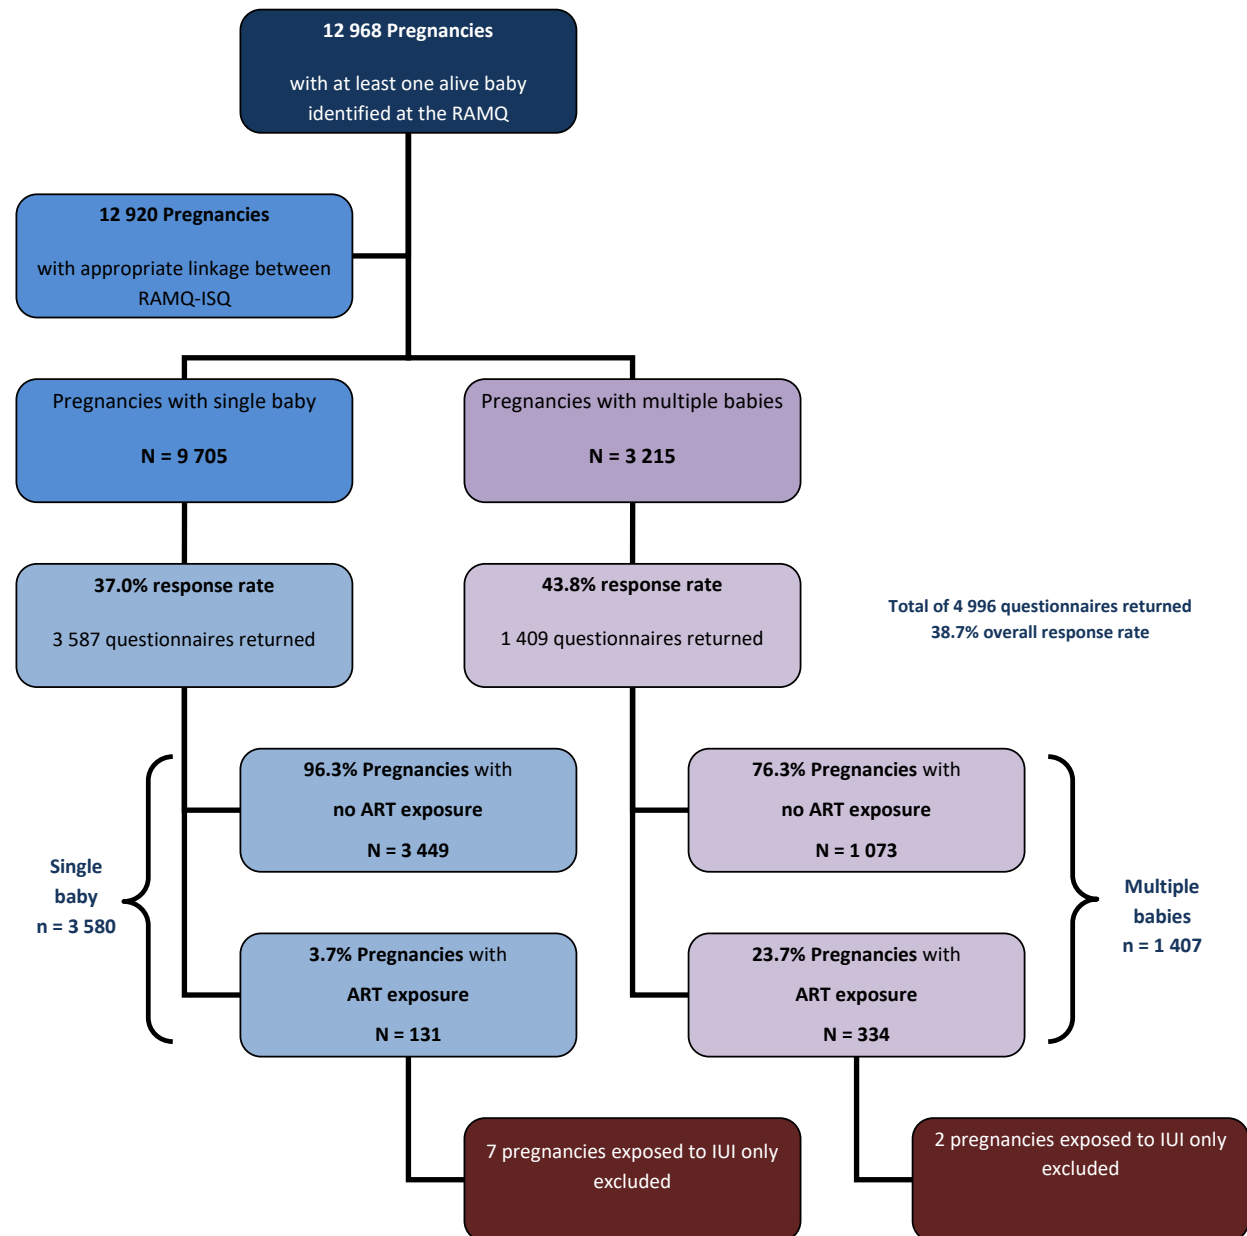 12 968 Pregnancies
with at least one alive baby
identified at the RAMQ
12 920 Pregnancies
with appropriate linkage between
RAMQ-ISQ
Pregnancies with single baby
N = 9 705
Pregnancies with multiple babies
N = 3 215
37.0% response rate
3 587 questionnaires returned
43.8% response rate
1 409 questionnaires returned
Total of 4 996 questionnaires returned
38.7% overall response rate
96.3% Pregnancies with
no ART exposure
N = 3 449
76.3% Pregnancies with
no ART exposure
N = 1 073
Single
baby
n = 3 580
Multiple
babies
n = 1 407
3.7% Pregnancies with
ART exposure
N = 131
23.7% Pregnancies with
ART exposure
N = 334
7 pregnancies exposed to IUI only
excluded
2 pregnancies exposed to IUI only
excluded